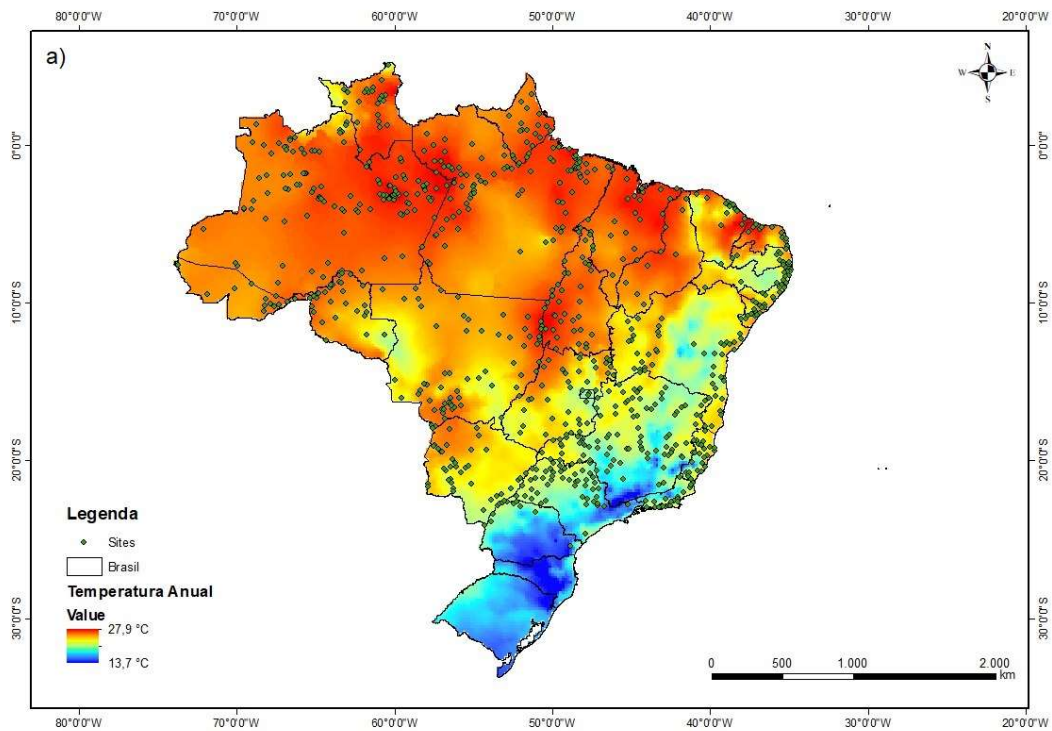 80°0'0"W 70°0'0"W 60°0'0"W 50°0'0"W 40°0'0"W 30°0'0"W 20°0'0"W
a)
N
W E
S
0°0'0" 0°0'0"
10°0'0"S 10°0'0"S
20°0'0"S 20°0'0"S
30°0'0"S 30°0'0"S
Legenda
Sites
Brasil
Temperatura Anual
Value
27,9 °C
13,7 °C
0 500 1.000 2.000
km
80°0'0"W 70°0'0"W 60°0'0"W 50°0'0"W 40°0'0"W 30°0'0"W 20°0'0"W